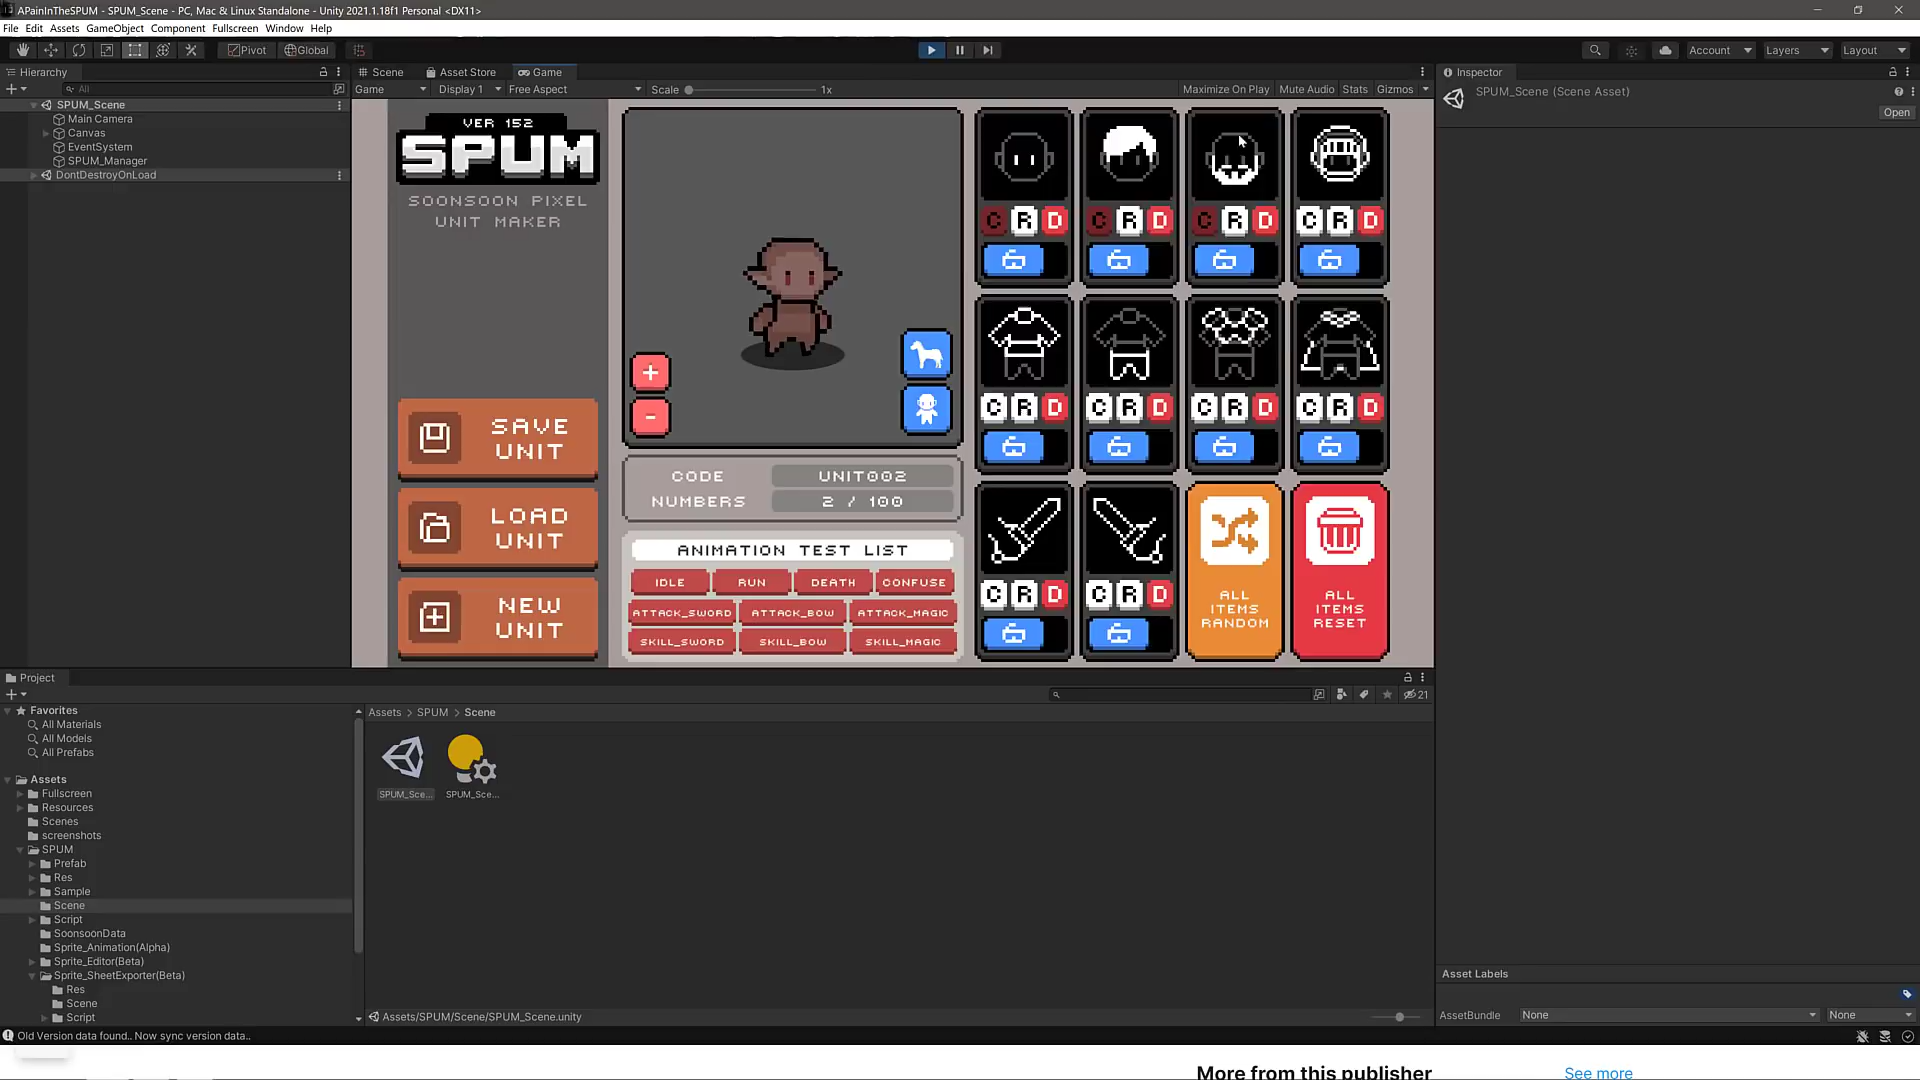 APainInTheSPUM - SPUM_Scene - PC, Mac & Linux Standalone - Unity 2021.1.18f1 Personal <DX11>
File Edit Assets GameObject Component Fullscreen Window Help
Pivot Global
Account Layers Layout
Hierarchy
All
SPUM_Scene
Main Camera
Canvas
EventSystem
SPUM_Manager
DontDestroyOnLoad
Scene Asset Store Game
Game Display 1 Free Aspect Scale 1x Maximize On Play Mute Audio Stats Gizmos
VER 152
SPUM
SOONSOON PIXEL
UNIT MAKER
SAVE
UNIT
LOAD
UNIT
NEW
UNIT
+
-
CODE UNIT002
NUMBERS 2 / 100
ANIMATION TEST LIST
IDLE RUN DEATH CONFUSE
ATTACK_SWORD ATTACK_BOW ATTACK_MAGIC
SKILL_SWORD SKILL_BOW SKILL_MAGIC
C R D C R D C R D C R D
C R D C R D C R D C R D
C R D C R D
ALL
ITEMS
RANDOM
ALL
ITEMS
RESET
Inspector
SPUM_Scene (Scene Asset)
Open
Asset Labels
AssetBundle None None
Project
21
Favorites
All Materials
All Models
All Prefabs
Assets
Fullscreen
Resources
Scenes
screenshots
SPUM
Prefab
Res
Sample
Scene
Script
SoonsoonData
Sprite_Animation(Alpha)
Sprite_Editor(Beta)
Sprite_SheetExporter(Beta)
Res
Scene
Script
Assets > SPUM > Scene
SPUM_Sce... SPUM_Sce...
Assets/SPUM/Scene/SPUM_Scene.unity
Old Version data found.. Now sync version data..
More from this publisher
See more